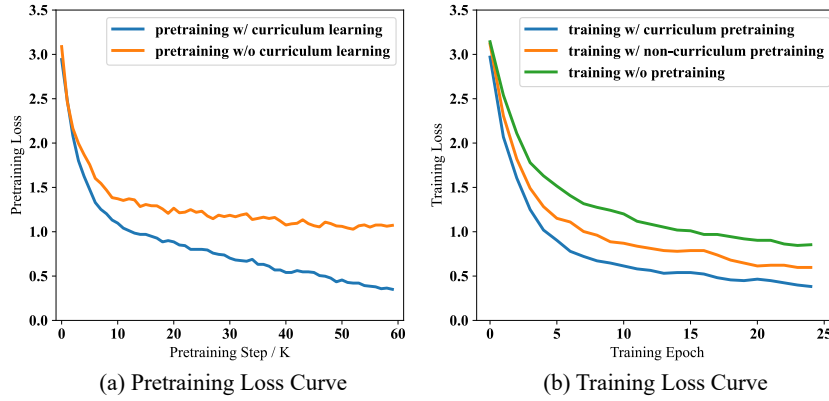 3.5
3.0
2.5
2.0
1.5
1.0
0.5
0.0
Pretraining Loss
pretraining w/ curriculum learning
pretraining w/o curriculum learning
0 10 20 30 40 50 60
Pretraining Step / K
(a) Pretraining Loss Curve
3.5
3.0
2.5
2.0
1.5
1.0
0.5
0.0
Training Loss
training w/ curriculum pretraining
training w/ non-curriculum pretraining
training w/o pretraining
0 5 10 15 20 25
Training Epoch
(b) Training Loss Curve